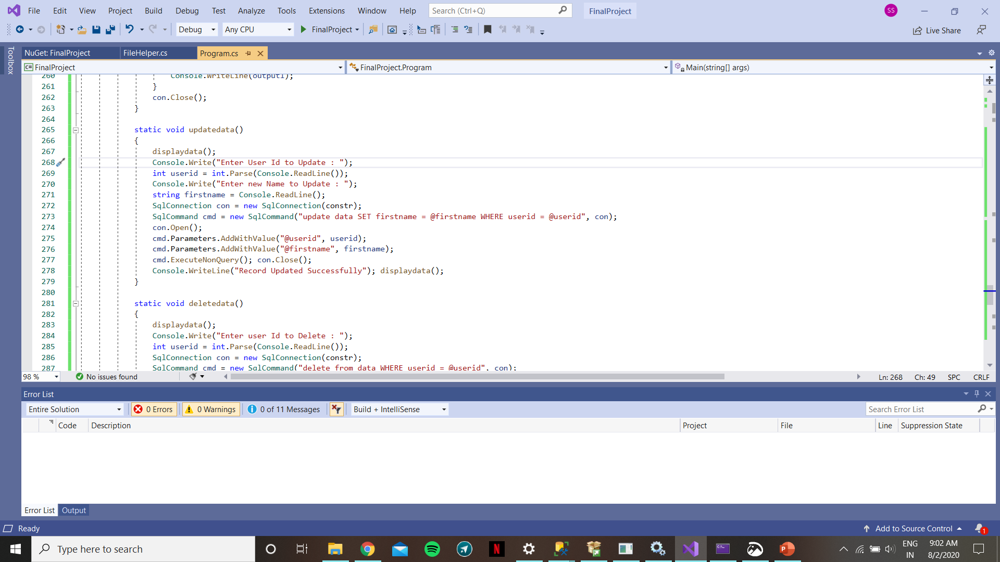 File Edit View Project Build Debug Test Analyze Tools Extensions Window Help Search (Ctrl+Q) FinalProject SS
Debug Any CPU FinalProject Live Share
Toolbox
NuGet: FinalProject FileHelper.cs Program.cs
C# FinalProject FinalProject.Program Main(string[] args)
260 Console.WriteLine(output1);
261 }
262 con.Close();
263 }
264
265 static void updatedata()
266 {
267 displaydata();
268 Console.Write("Enter User Id to Update : ");
269 int userid = int.Parse(Console.ReadLine());
270 Console.Write("Enter new Name to Update : ");
271 string firstname = Console.ReadLine();
272 SqlConnection con = new SqlConnection(constr);
273 SqlCommand cmd = new SqlCommand("update data SET firstname = @firstname WHERE userid = @userid", con);
274 con.Open();
275 cmd.Parameters.AddWithValue("@userid", userid);
276 cmd.Parameters.AddWithValue("@firstname", firstname);
277 cmd.ExecuteNonQuery(); con.Close();
278 Console.WriteLine("Record Updated Successfully"); displaydata();
279 }
280
281 static void deletedata()
282 {
283 displaydata();
284 Console.Write("Enter user Id to Delete : ");
285 int userid = int.Parse(Console.ReadLine());
286 SqlConnection con = new SqlConnection(constr);
287 SqlCommand cmd = new SqlCommand("delete from data WHERE userid = @userid", con);
98 % No issues found Ln: 268 Ch: 49 SPC CRLF
Error List
Entire Solution 0 Errors 0 Warnings 0 of 11 Messages Build + IntelliSense Search Error List
Code Description Project File Line Suppression State
Error List Output
Ready Add to Source Control 1
Type here to search ENG 9:02 AM
IN 8/2/2020